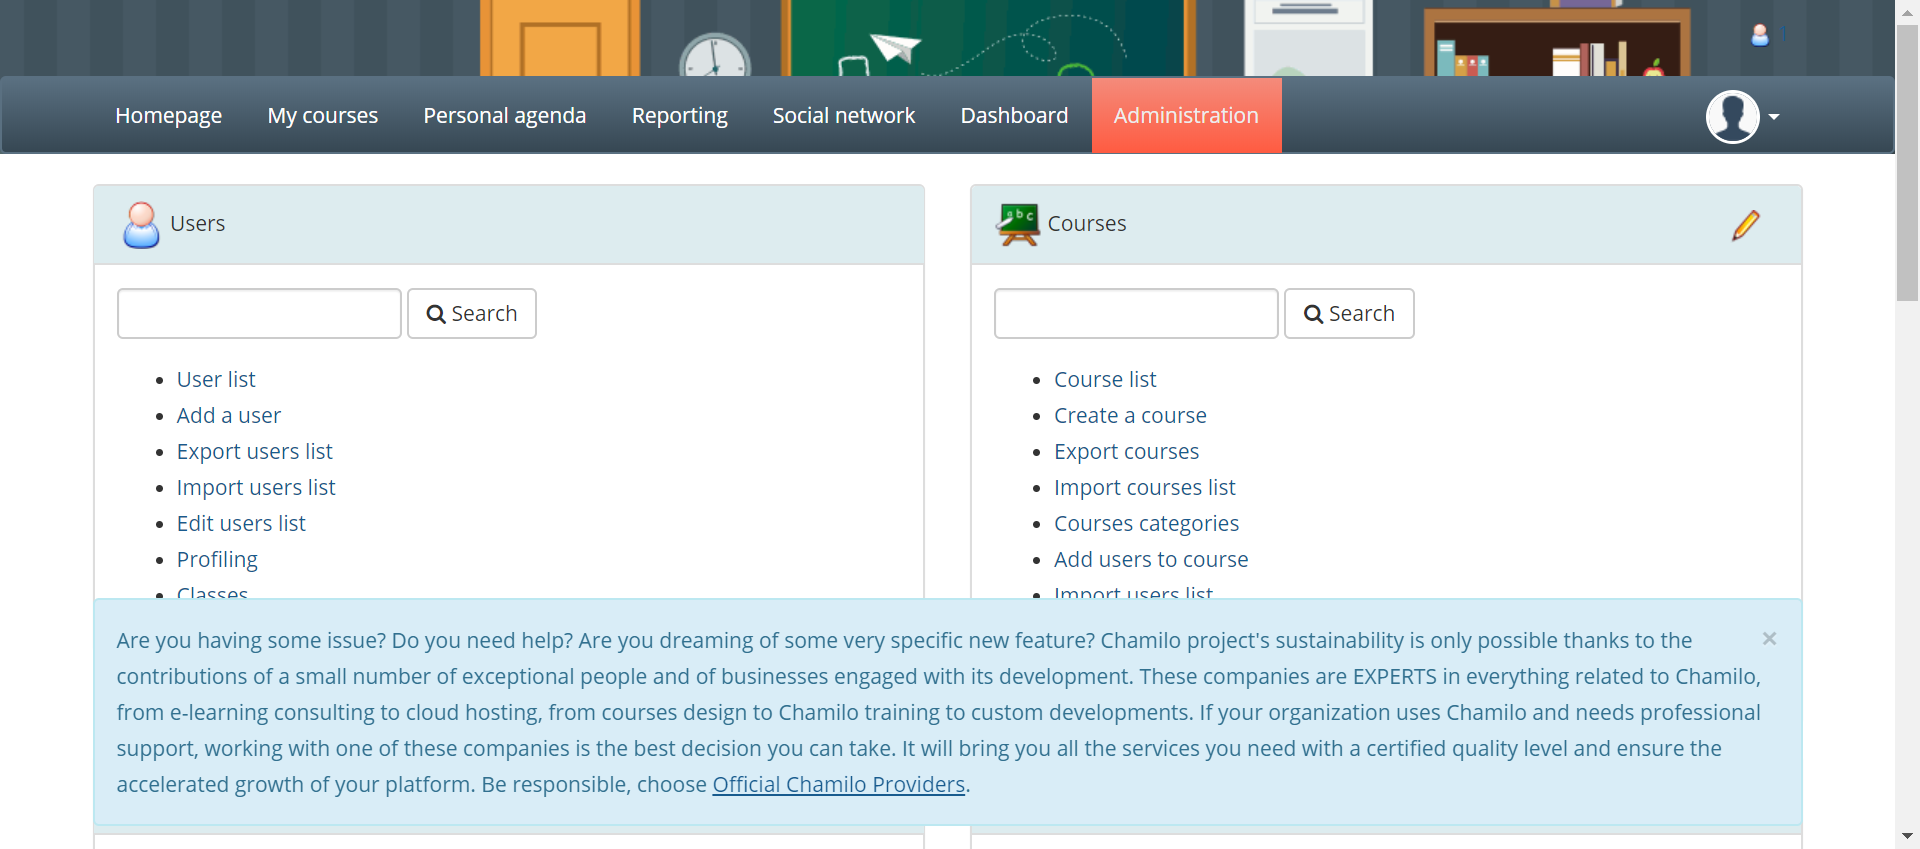 1
Homepage My courses Personal agenda Reporting Social network Dashboard Administration
Users
Search
User list
Add a user
Export users list
Import users list
Edit users list
Profiling
Classes
abc
Courses
Search
Course list
Create a course
Export courses
Import courses list
Courses categories
Add users to course
Import users list
Are you having some issue? Do you need help? Are you dreaming of some very specific new feature? Chamilo project's sustainability is only possible thanks to the
contributions of a small number of exceptional people and of businesses engaged with its development. These companies are EXPERTS in everything related to Chamilo,
from e-learning consulting to cloud hosting, from courses design to Chamilo training to custom developments. If your organization uses Chamilo and needs professional
support, working with one of these companies is the best decision you can take. It will bring you all the services you need with a certified quality level and ensure the
accelerated growth of your platform. Be responsible, choose Official Chamilo Providers.